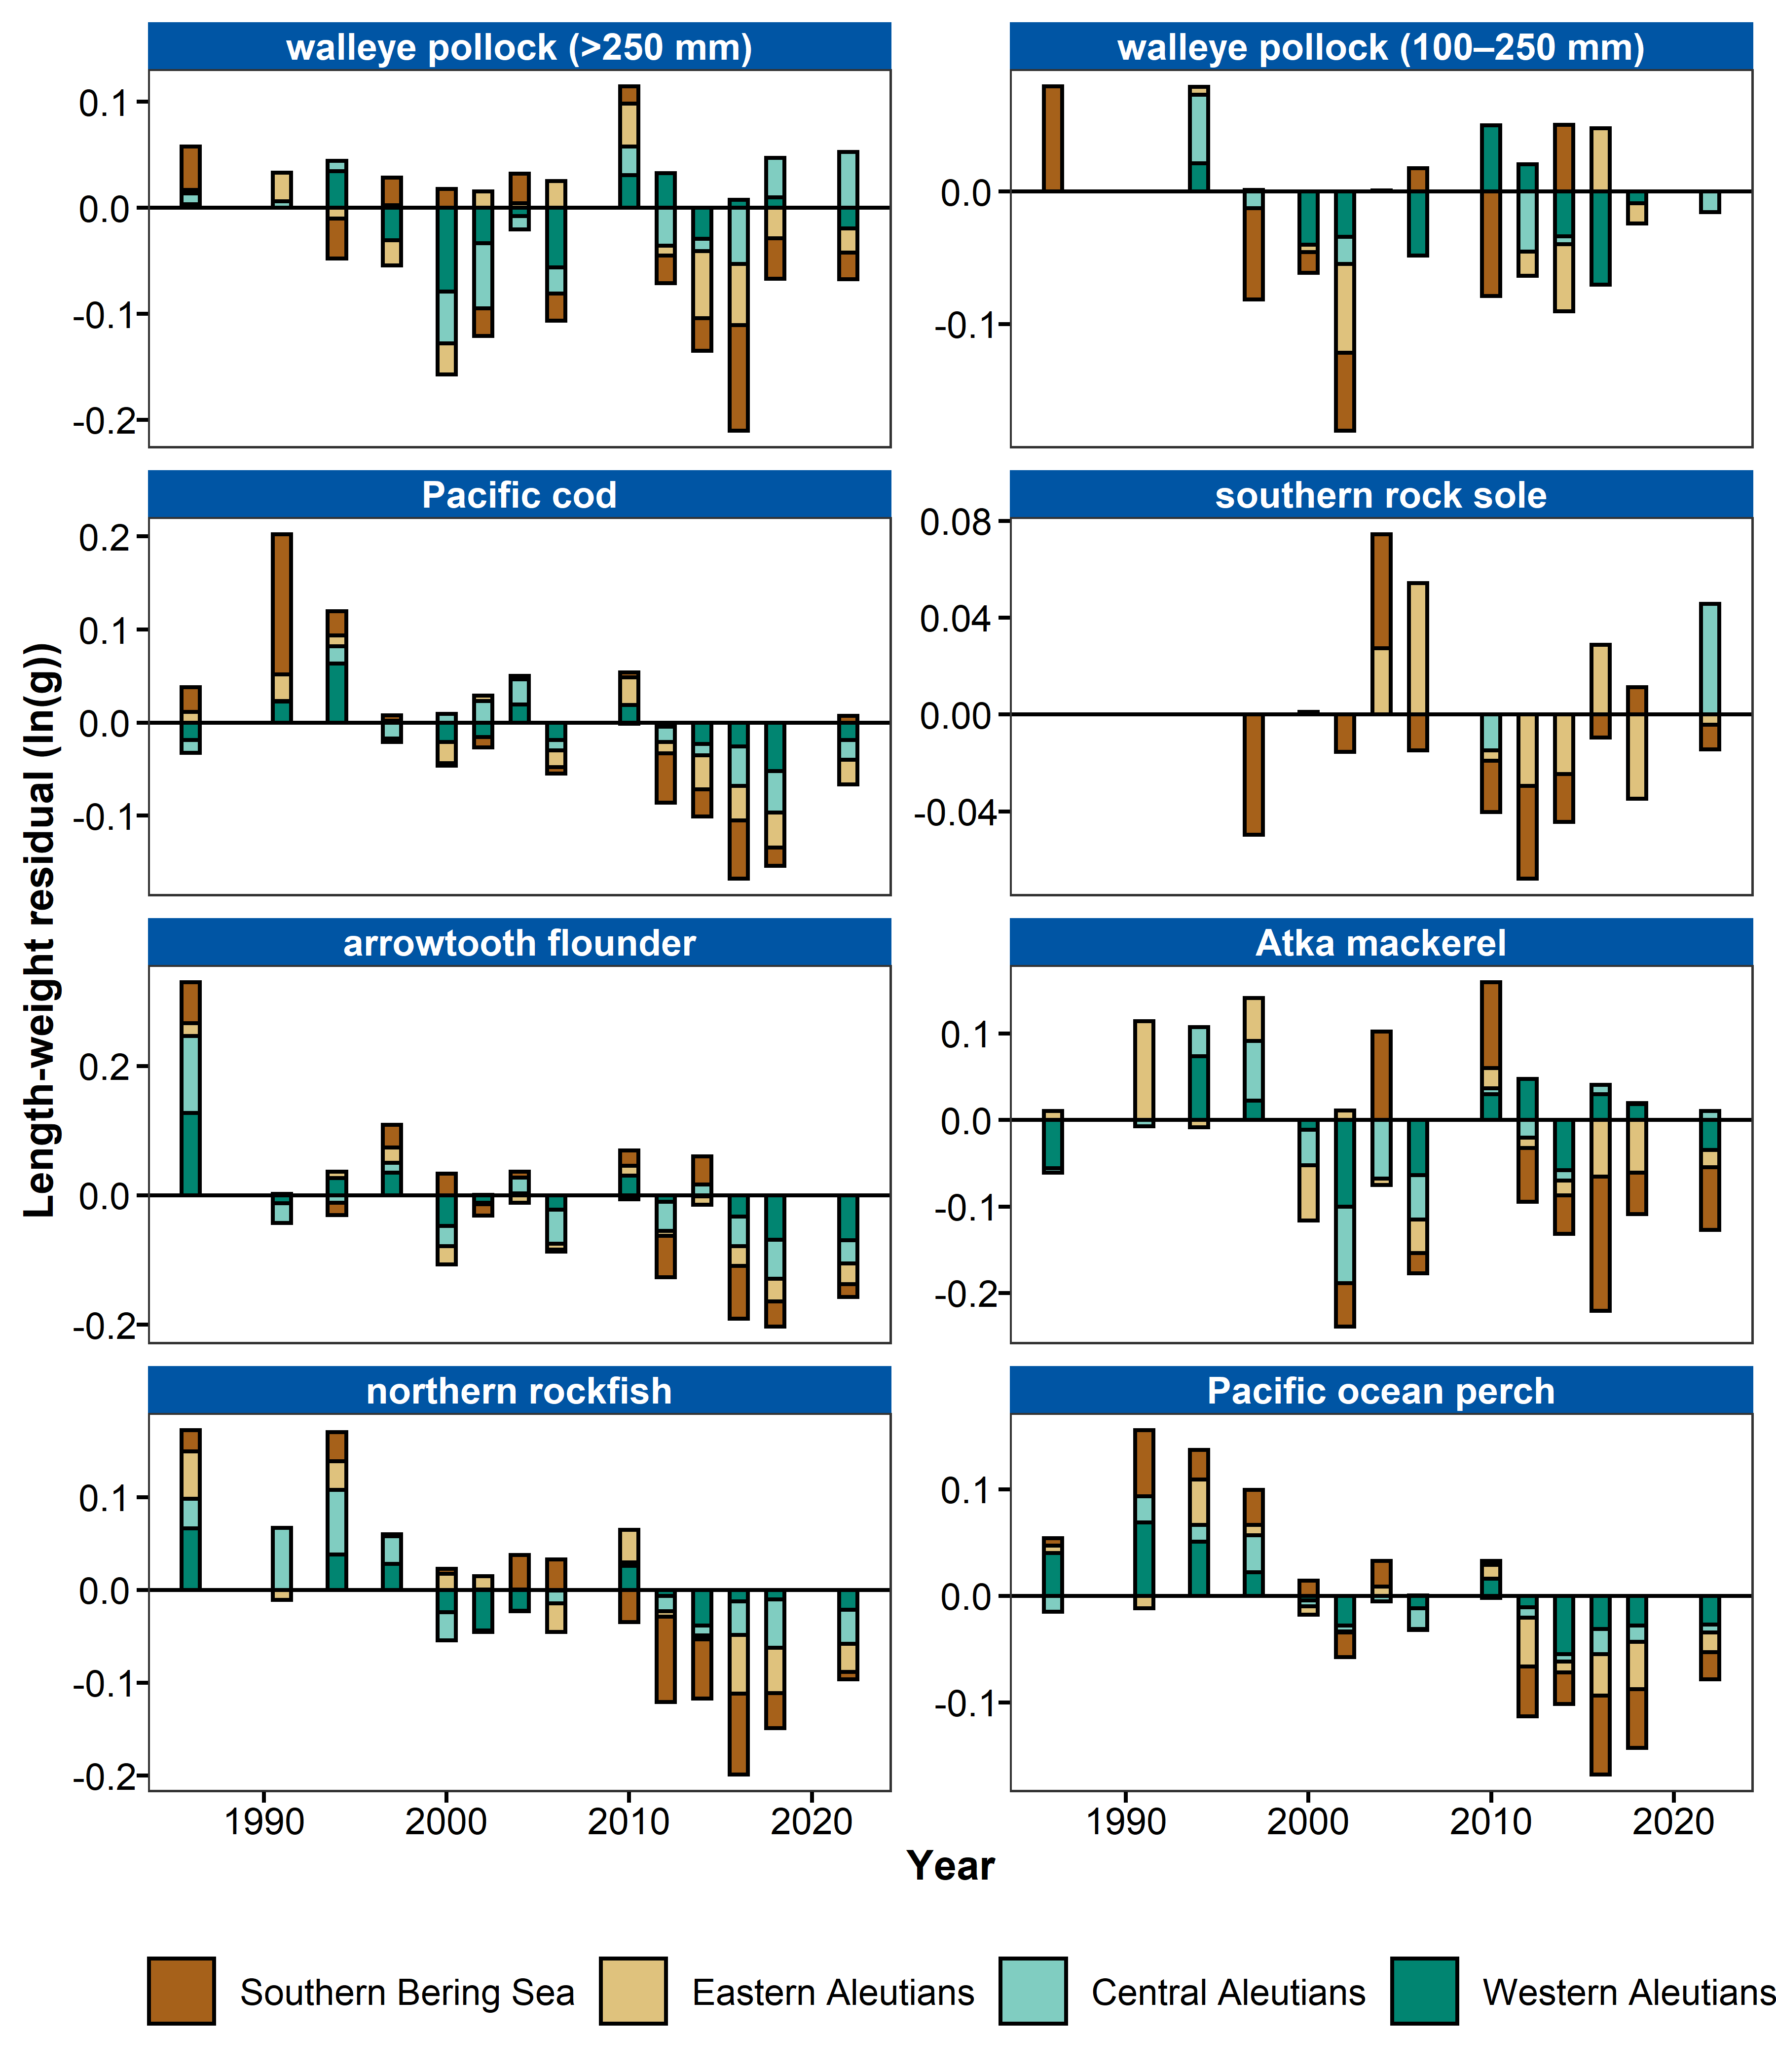 walleye pollock (>250 mm)
walleye pollock (100–250 mm)
0.1
0.0
-0.1
-0.2
0.0
-0.1
Pacific cod
southern rock sole
0.2
0.1
0.0
-0.1
0.08
0.04
0.00
-0.04
arrowtooth flounder
Atka mackerel
0.2
0.0
-0.2
0.1
0.0
-0.1
-0.2
northern rockfish
Pacific ocean perch
0.1
0.0
-0.1
-0.2
0.1
0.0
-0.1
1990 2000 2010 2020
1990 2000 2010 2020
Length-weight residual (ln(g))
Year
Southern Bering Sea
Eastern Aleutians
Central Aleutians
Western Aleutians